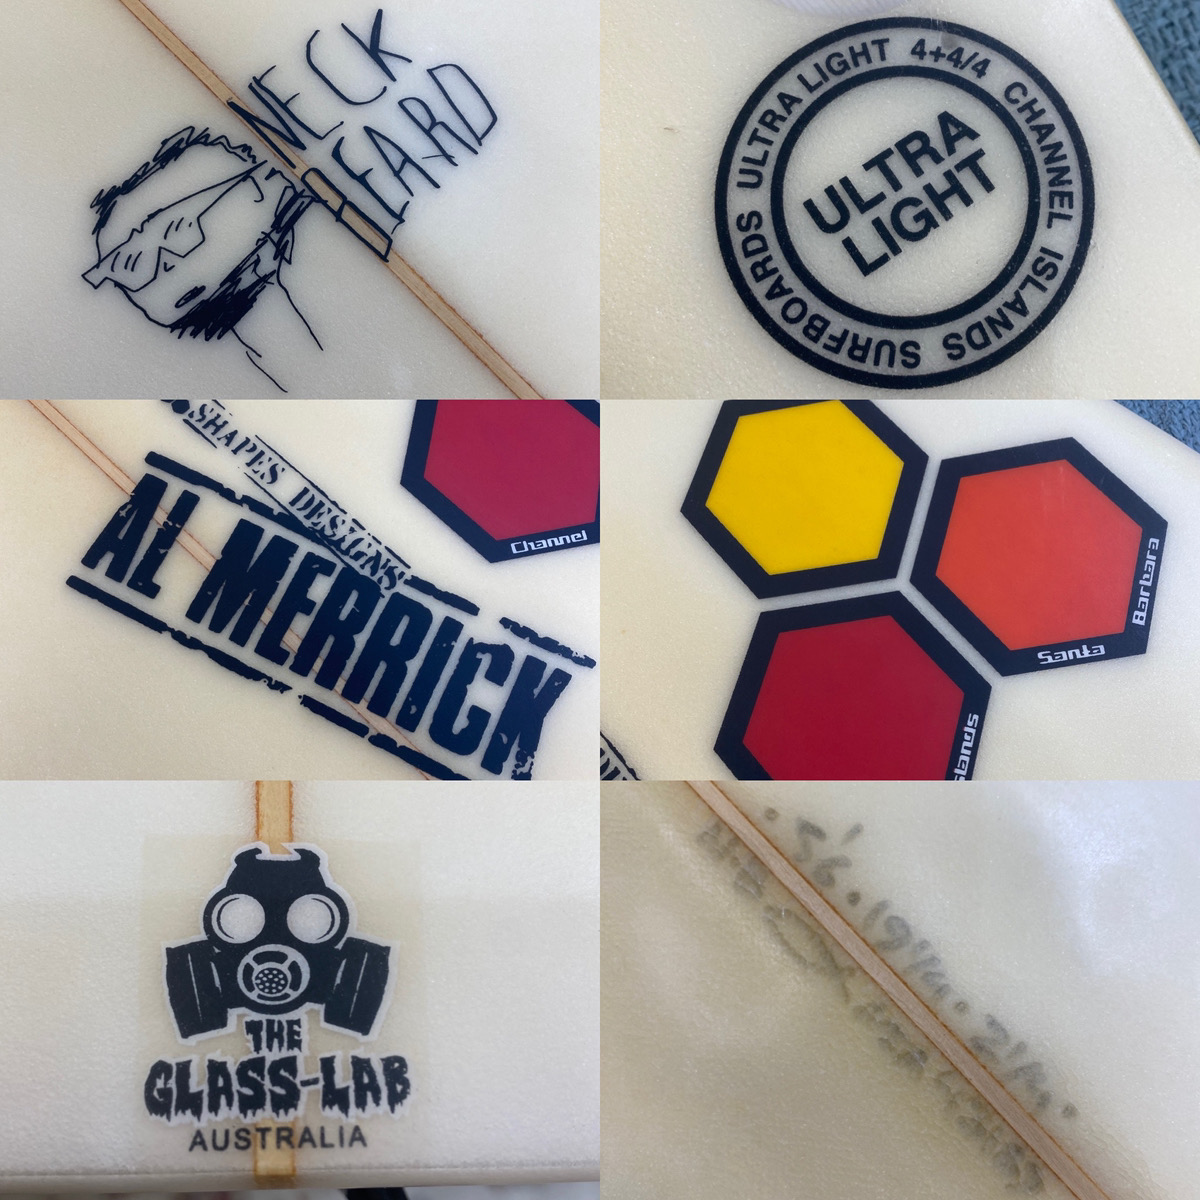 NECK
BEARD
ULTRA LIGHT 4+4/4 CHANNEL ISLANDS SURFBOARDS
ULTRA
LIGHT
SHAPES DESIGNS
AL MERRICK
Channel
Barbara
Santa
THE
GLASS-LAB
AUSTRALIA